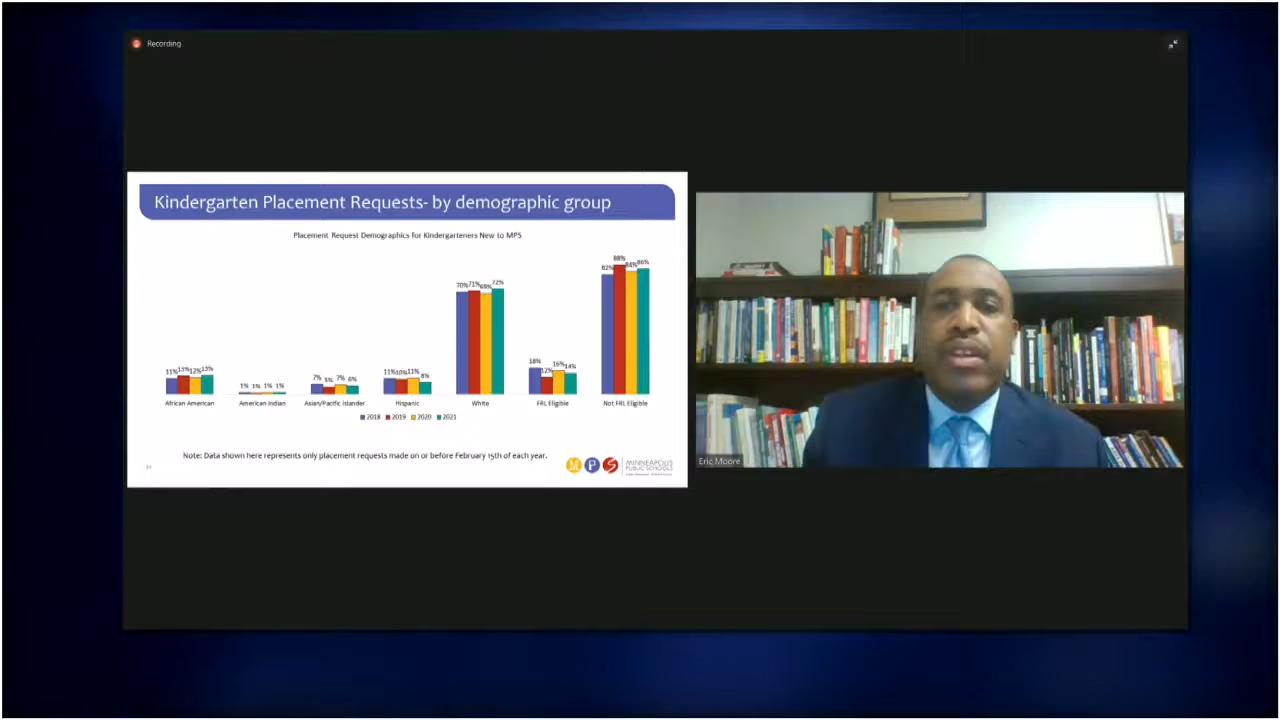 Recording
Kindergarten Placement Requests- by demographic group
Placement Request Demographics for Kindergarteners New to MPS
11% 13% 12% 13%
1% 1% 1% 1%
7% 5% 7% 6%
11% 10% 11% 8%
70% 71% 69% 72%
18% 12% 16% 14%
82% 88% 84% 86%
African American American Indian Asian/Pacific Islander Hispanic White FRL Eligible Not FRL Eligible
2018 2019 2020 2021
Note: Data shown here represents only placement requests made on or before February 15th of each year.
M P S MINNEAPOLIS
PUBLIC SCHOOLS
Eric Moore